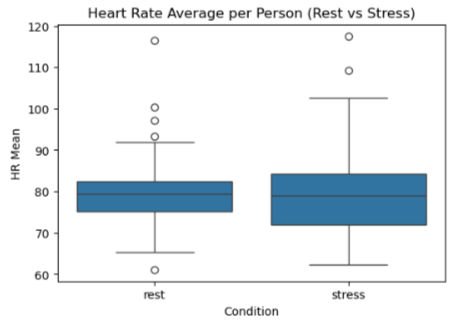 Heart Rate Average per Person (Rest vs Stress)
120
110
100
90
80
70
60
HR Mean
rest
stress
Condition